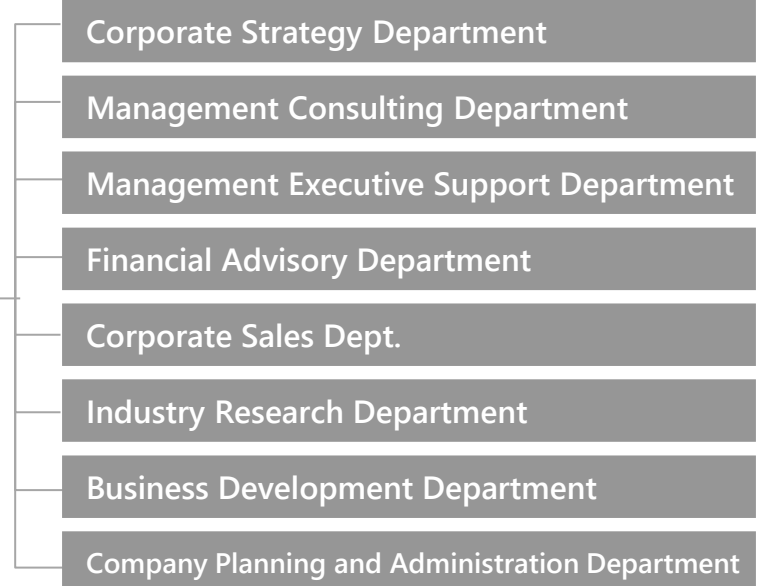 Corporate Strategy Department
Management Consulting Department
Management Executive Support Department
Financial Advisory Department
Corporate Sales Dept.
Industry Research Department
Business Development Department
Company Planning and Administration Department